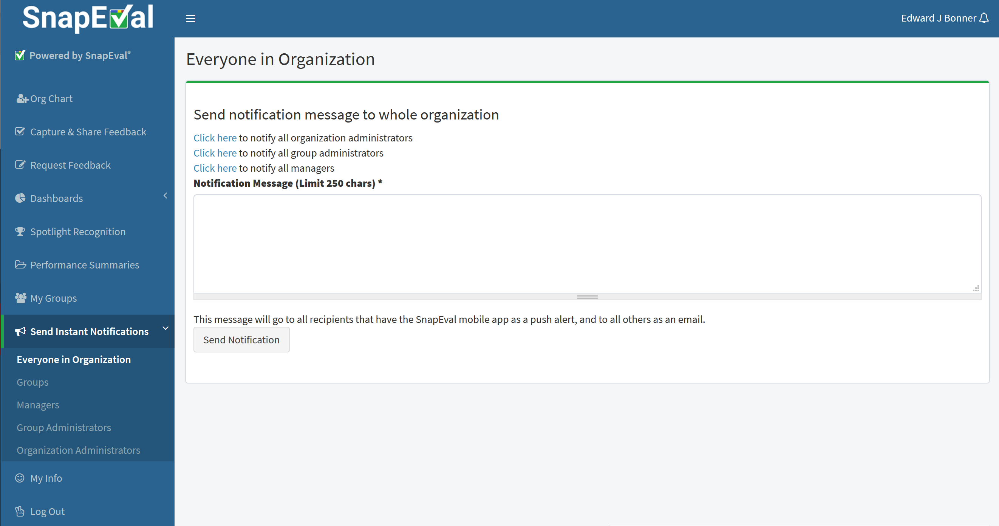 SnapEval
Powered by SnapEval®
Org Chart
Capture & Share Feedback
Request Feedback
Dashboards
Spotlight Recognition
Performance Summaries
My Groups
Send Instant Notifications
Everyone in Organization
Groups
Managers
Group Administrators
Organization Administrators
My Info
Log Out
Edward J Bonner
Everyone in Organization
Send notification message to whole organization
Click here to notify all organization administrators
Click here to notify all group administrators
Click here to notify all managers
Notification Message (Limit 250 chars) *
This message will go to all recipients that have the SnapEval mobile app as a push alert, and to all others as an email.
Send Notification